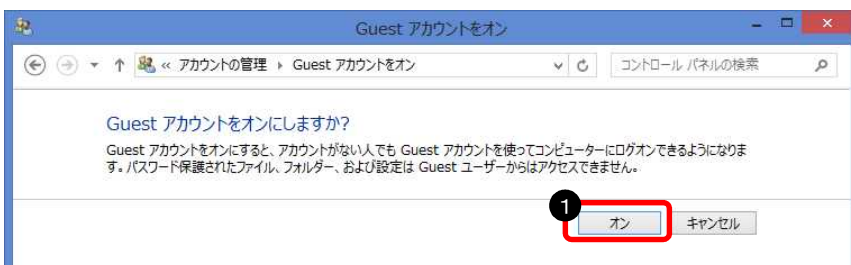 Guest アカウントをオン
« アカウントの管理 ▸ Guest アカウントをオン
コントロール パネルの検索
Guest アカウントをオンにしますか?
Guest アカウントをオンにすると、アカウントがない人でも Guest アカウントを使ってコンピューターにログオンできるようになりま
す。パスワード保護されたファイル、フォルダー、および設定は Guest ユーザーからはアクセスできません。
1
オン
キャンセル